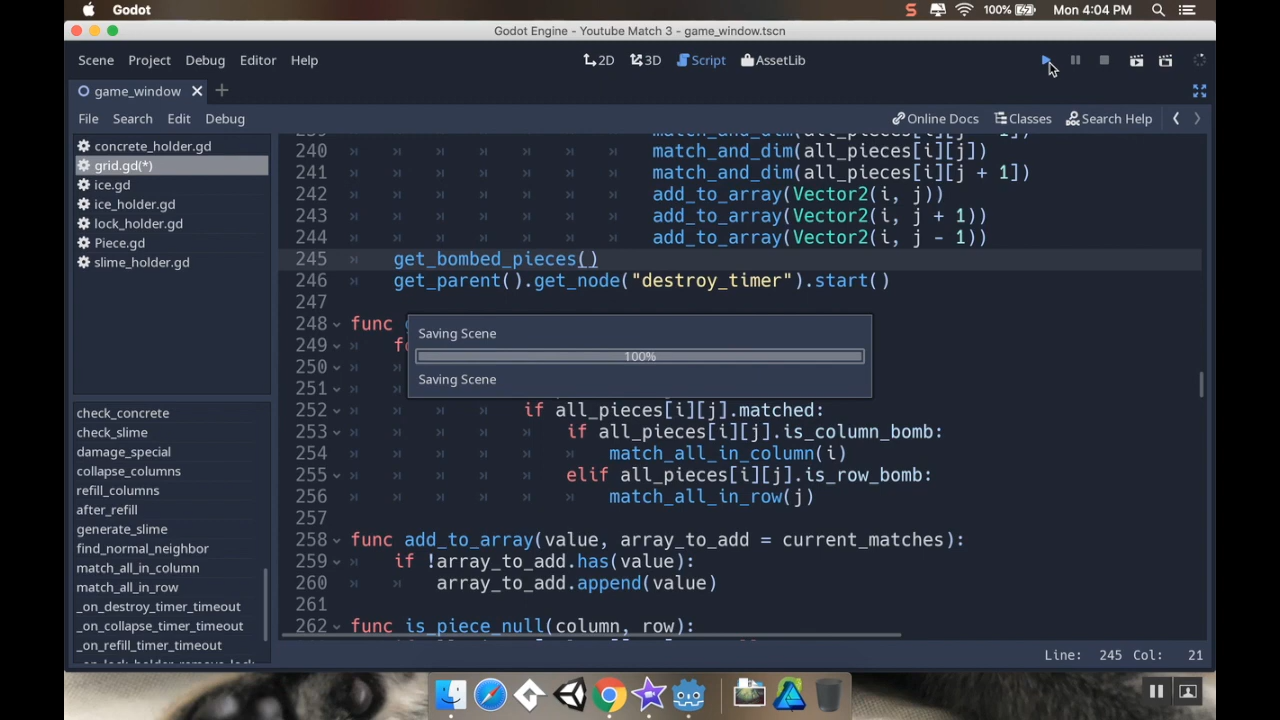 Godot
100%
Mon 4:04 PM
Godot Engine - Youtube Match 3 - game_window.tscn
Scene Project Debug Editor Help
2D 3D Script AssetLib
game_window
File Search Edit Debug
Online Docs Classes Search Help
concrete_holder.gd
grid.gd(*)
ice.gd
ice_holder.gd
lock_holder.gd
Piece.gd
slime_holder.gd
check_concrete
check_slime
damage_special
collapse_columns
refill_columns
after_refill
generate_slime
find_normal_neighbor
match_all_in_column
match_all_in_row
_on_destroy_timer_timeout
_on_collapse_timer_timeout
_on_refill_timer_timeout
240 match_and_dim(all_pieces[i][j])
241 match_and_dim(all_pieces[i][j + 1])
242 add_to_array(Vector2(i, j))
243 add_to_array(Vector2(i, j + 1))
244 add_to_array(Vector2(i, j - 1))
245 get_bombed_pieces()
246 get_parent().get_node("destroy_timer").start()
247
248 func
249
250
251
252 if all_pieces[i][j].matched:
253 if all_pieces[i][j].is_column_bomb:
254 match_all_in_column(i)
255 elif all_pieces[i][j].is_row_bomb:
256 match_all_in_row(j)
257
258 func add_to_array(value, array_to_add = current_matches):
259 if !array_to_add.has(value):
260 array_to_add.append(value)
261
262 func is_piece_null(column, row):
Saving Scene
100%
Saving Scene
Line: 245 Col: 21